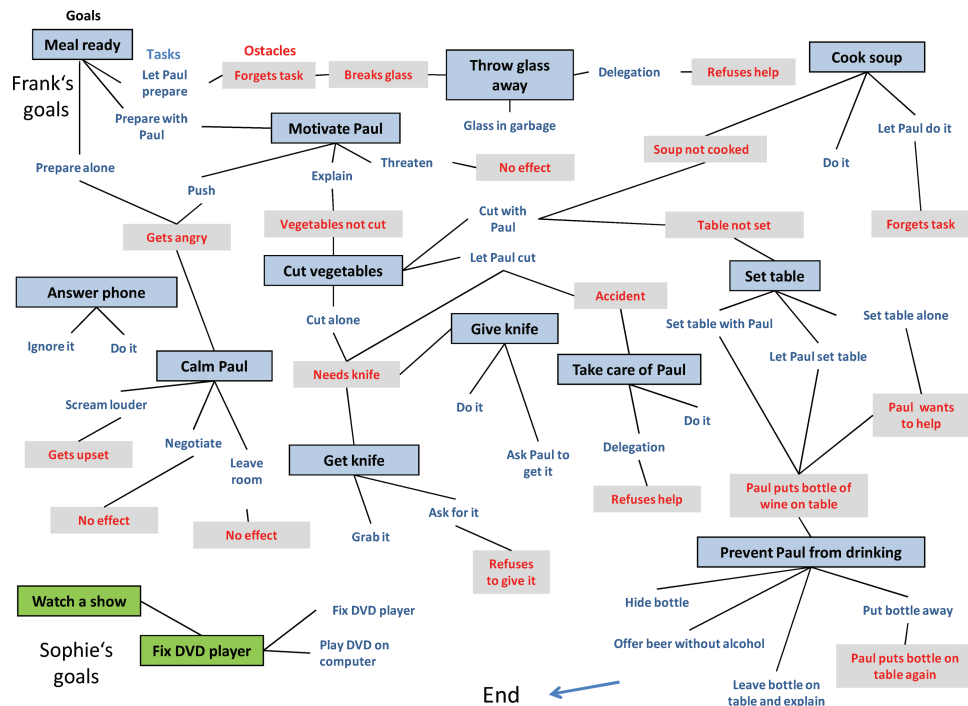 Goals
Meal ready
Tasks
Ostacles
Let Paul
prepare
Forgets task
Breaks glass
Throw glass
away
Delegation
Refuses help
Cook soup
Frank‘s
goals
Prepare with
Paul
Motivate Paul
Glass in garbage
Let Paul do it
Prepare alone
Push
Explain
Threaten
No effect
Soup not cooked
Do it
Gets angry
Vegetables not cut
Cut with
Paul
Table not set
Forgets task
Cut vegetables
Let Paul cut
Set table
Answer phone
Accident
Ignore it
Do it
Cut alone
Give knife
Set table with Paul
Set table alone
Calm Paul
Needs knife
Take care of Paul
Let Paul set table
Scream louder
Do it
Do it
Paul wants
to help
Gets upset
Negotiate
Leave
room
Get knife
Ask Paul to
get it
Delegation
No effect
No effect
Grab it
Ask for it
Refuses help
Paul puts bottle of
wine on table
Refuses
to give it
Prevent Paul from drinking
Watch a show
Fix DVD player
Hide bottle
Put bottle away
Sophie‘s
goals
Fix DVD player
Play DVD on
computer
Offer beer without alcohol
Paul puts bottle on
table again
End
Leave bottle on
table and explain